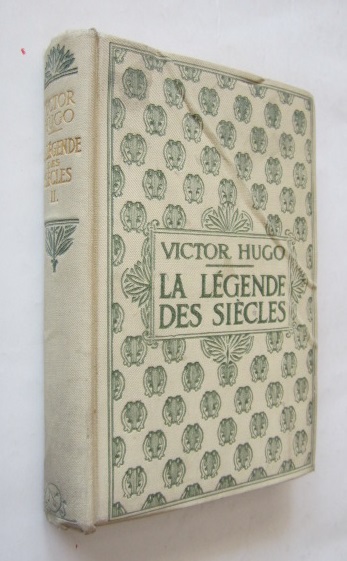 VICTOR
HUGO
LA LÉGENDE
DES
SIÈCLES
II
VICTOR HUGO
LA LÉGENDE
DES SIÈCLES